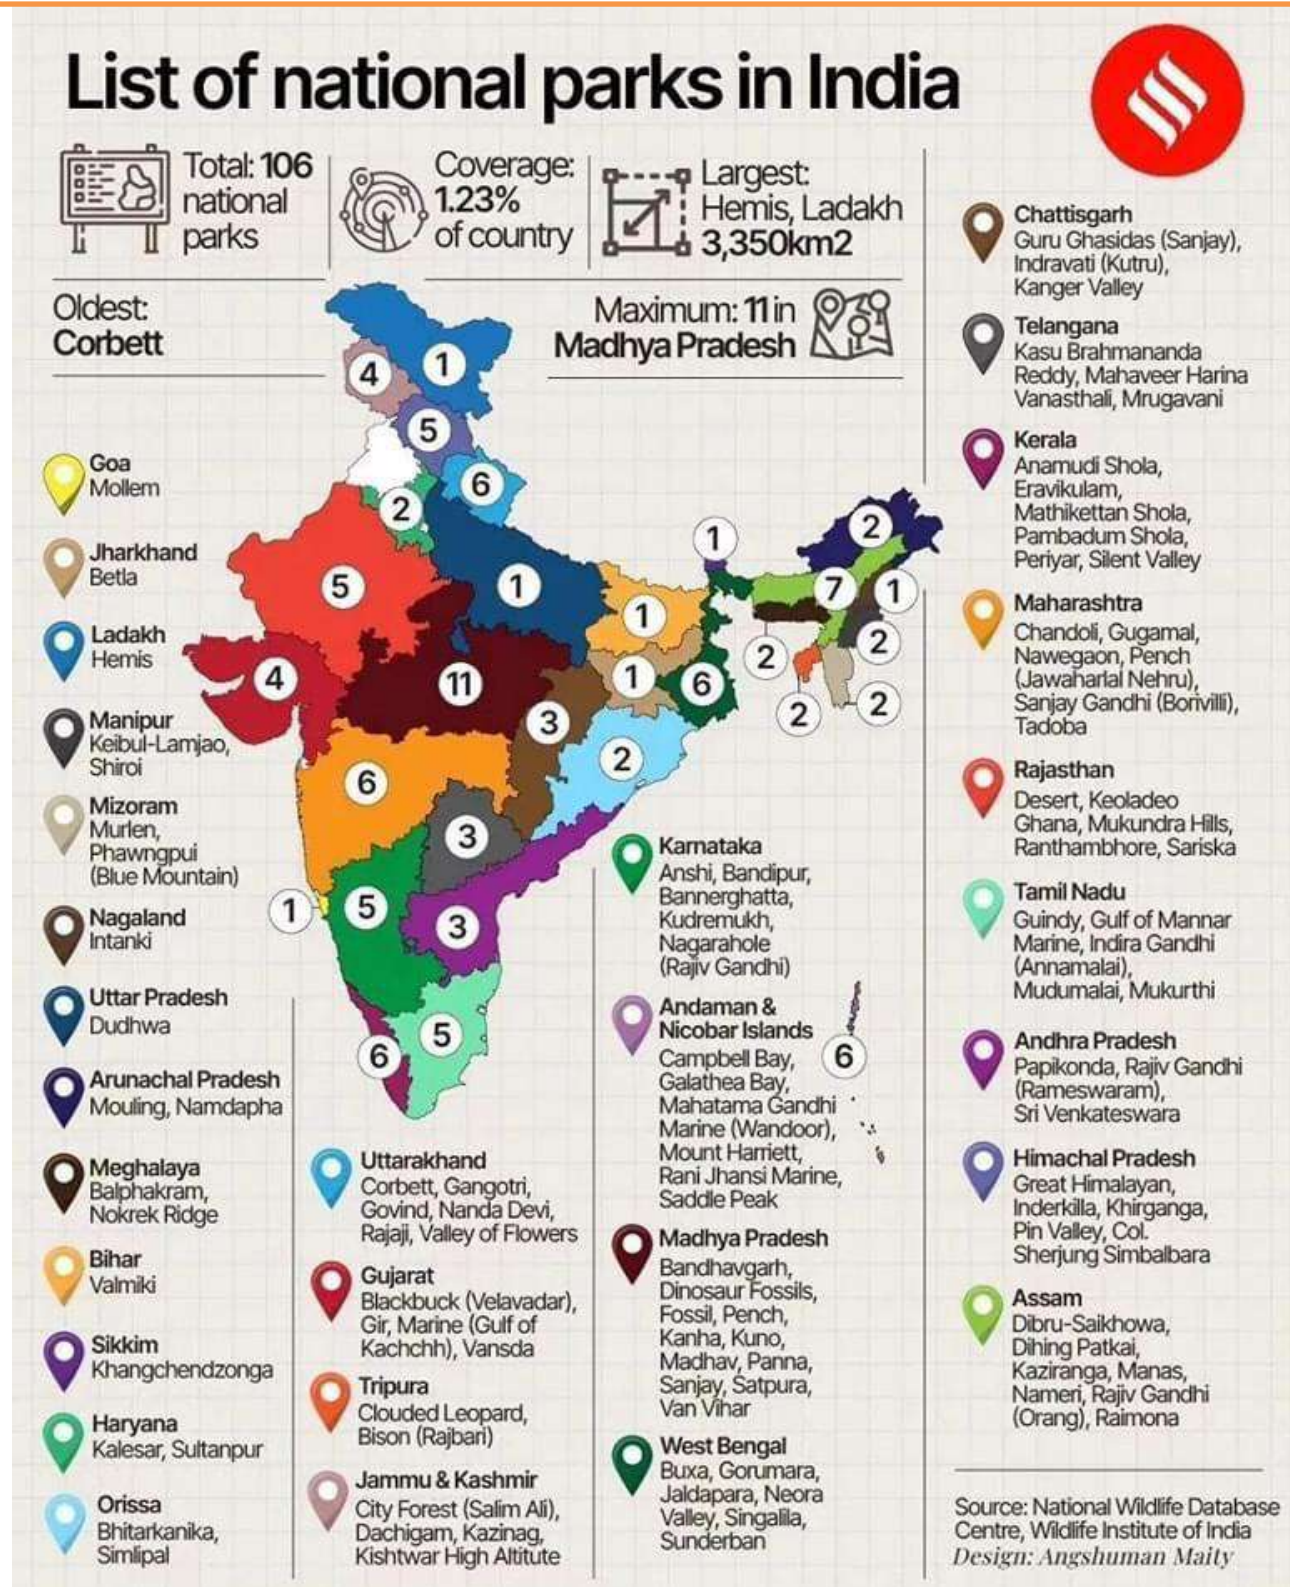 List of national parks in India
Total: 106
national
parks
Coverage:
1.23%
of country
Largest:
Hemis, Ladakh
3,350km2
Oldest:
Corbett
Maximum: 11 in
Madhya Pradesh
4
1
5
6
2
5
1
1
2
7
1
1
2
2
2
2
4
11
1
6
3
2
6
3
1
5
3
5
6
6
Goa
Mollem
Jharkhand
Betla
Ladakh
Hemis
Manipur
Keibul-Lamjao,
Shiroi
Mizoram
Murlen,
Phawngpui
(Blue Mountain)
Nagaland
Intanki
Uttar Pradesh
Dudhwa
Arunachal Pradesh
Mouling, Namdapha
Meghalaya
Balphakram,
Nokrek Ridge
Bihar
Valmiki
Sikkim
Khangchendzonga
Haryana
Kalesar, Sultanpur
Orissa
Bhitarkanika,
Simlipal
Uttarakhand
Corbett, Gangotri,
Govind, Nanda Devi,
Rajaji, Valley of Flowers
Gujarat
Blackbuck (Velavadar),
Gir, Marine (Gulf of
Kachchh), Vansda
Tripura
Clouded Leopard,
Bison (Rajbari)
Jammu & Kashmir
City Forest (Salim Ali),
Dachigam, Kazinag,
Kishtwar High Altitute
Karnataka
Anshi, Bandipur,
Bannerghatta,
Kudremukh,
Nagarahole
(Rajiv Gandhi)
Andaman &
Nicobar Islands
Campbell Bay,
Galathea Bay,
Mahatama Gandhi
Marine (Wandoor),
Mount Harriett,
Rani Jhansi Marine,
Saddle Peak
Madhya Pradesh
Bandhavgarh,
Dinosaur Fossils,
Fossil, Pench,
Kanha, Kuno,
Madhav, Panna,
Sanjay, Satpura,
Van Vihar
West Bengal
Buxa, Gorumara,
Jaldapara, Neora
Valley, Singalila,
Sunderban
Chattisgarh
Guru Ghasidas (Sanjay),
Indravati (Kutru),
Kanger Valley
Telangana
Kasu Brahmananda
Reddy, Mahaveer Harina
Vanasthali, Mrugavani
Kerala
Anamudi Shola,
Eravikulam,
Mathikettan Shola,
Pambadum Shola,
Periyar, Silent Valley
Maharashtra
Chandoli, Gugamal,
Nawegaon, Pench
(Jawaharlal Nehru),
Sanjay Gandhi (Borivilli),
Tadoba
Rajasthan
Desert, Keoladeo
Ghana, Mukundra Hills,
Ranthambhore, Sariska
Tamil Nadu
Guindy, Gulf of Mannar
Marine, Indira Gandhi
(Annamalai),
Mudumalai, Mukurthi
Andhra Pradesh
Papikonda, Rajiv Gandhi
(Rameswaram),
Sri Venkateswara
Himachal Pradesh
Great Himalayan,
Inderkilla, Khirganga,
Pin Valley, Col.
Sherjung Simbalbara
Assam
Dibru-Saikhowa,
Dihing Patkai,
Kaziranga, Manas,
Nameri, Rajiv Gandhi
(Orang), Raimona
Source: National Wildlife Database
Centre, Wildlife Institute of India
Design: Angshuman Maity